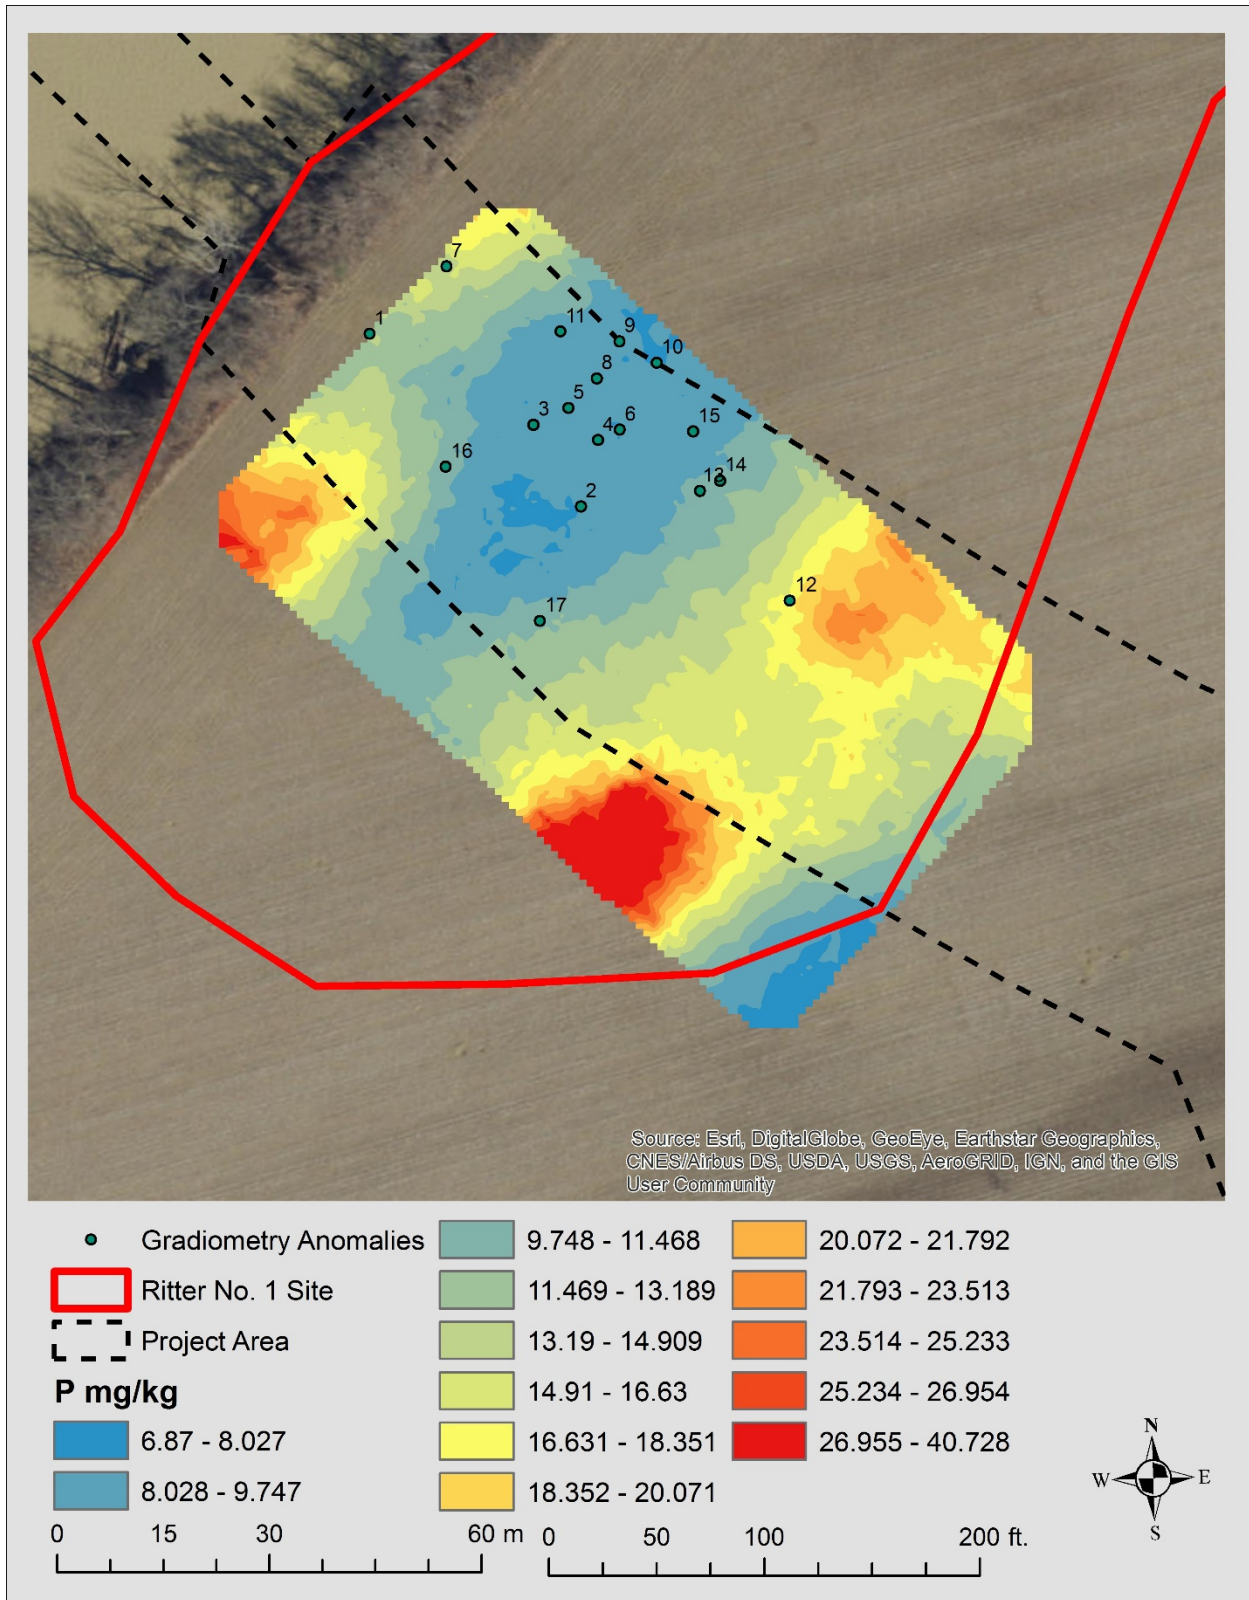 7
1
11
9
10
8
5
3
6
4
15
16
14
13
2
12
17
Source: Esri, DigitalGlobe, GeoEye, Earthstar Geographics,
CNES/Airbus DS, USDA, USGS, AeroGRID, IGN, and the GIS
User Community
Gradiometry Anomalies
Ritter No. 1 Site
Project Area
P mg/kg
6.87 - 8.027
8.028 - 9.747
9.748 - 11.468
11.469 - 13.189
13.19 - 14.909
14.91 - 16.63
16.631 - 18.351
18.352 - 20.071
20.072 - 21.792
21.793 - 23.513
23.514 - 25.233
25.234 - 26.954
26.955 - 40.728
N
W E
S
0 15 30 60 m
0 50 100 200 ft.